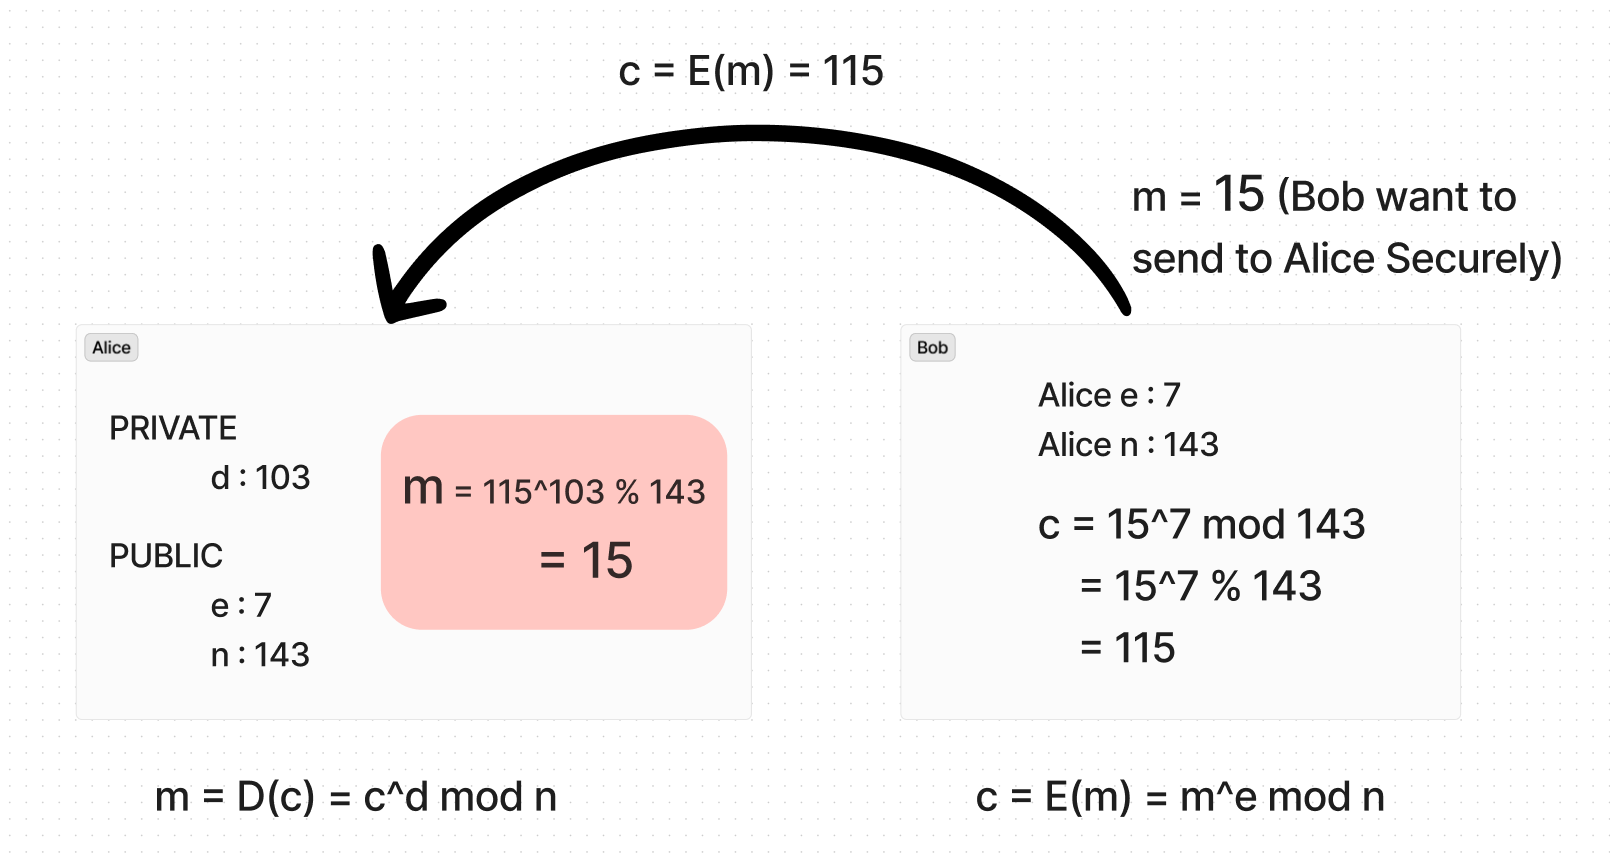 c = E(m) = 115
m = 15 (Bob want to
send to Alice Securely)
Alice
PRIVATE
d : 103
PUBLIC
e : 7
n : 143
m = 115^103 % 143
= 15
Bob
Alice e : 7
Alice n : 143
c = 15^7 mod 143
= 15^7 % 143
= 115
m = D(c) = c^d mod n
c = E(m) = m^e mod n